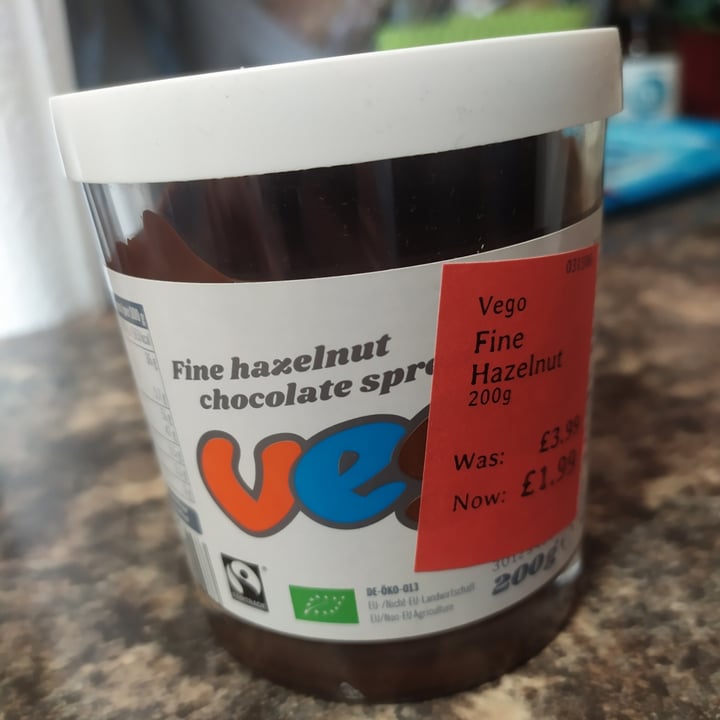 Fine hazelnut
chocolate spre
ve
Vego
Fine
Hazelnut
200g
Was: £3.99
Now: £1.99
FAIRTRADE
DE-ÖKO-013
EU-/Nicht-EU-Landwirtschaft
EU/Non-EU Agriculture
200g